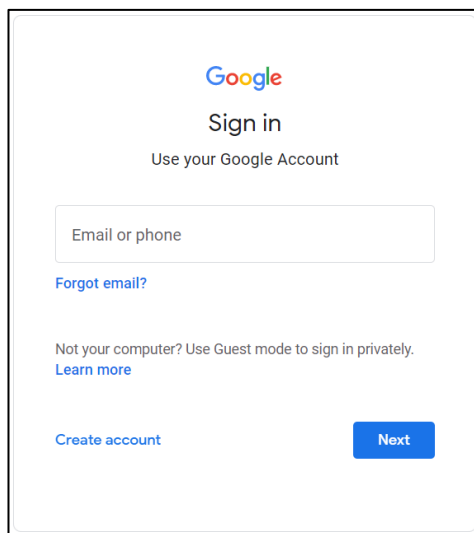 Google
Sign in
Use your Google Account
Email or phone
Forgot email?
Not your computer? Use Guest mode to sign in privately.
Learn more
Create account
Next